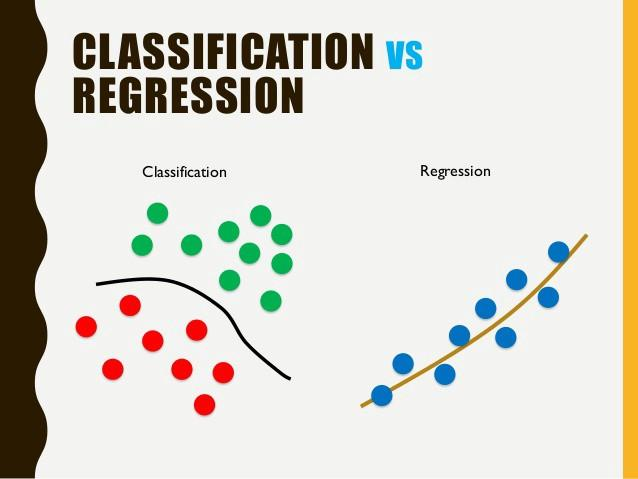 CLASSIFICATION VS
REGRESSION
Classification
Regression